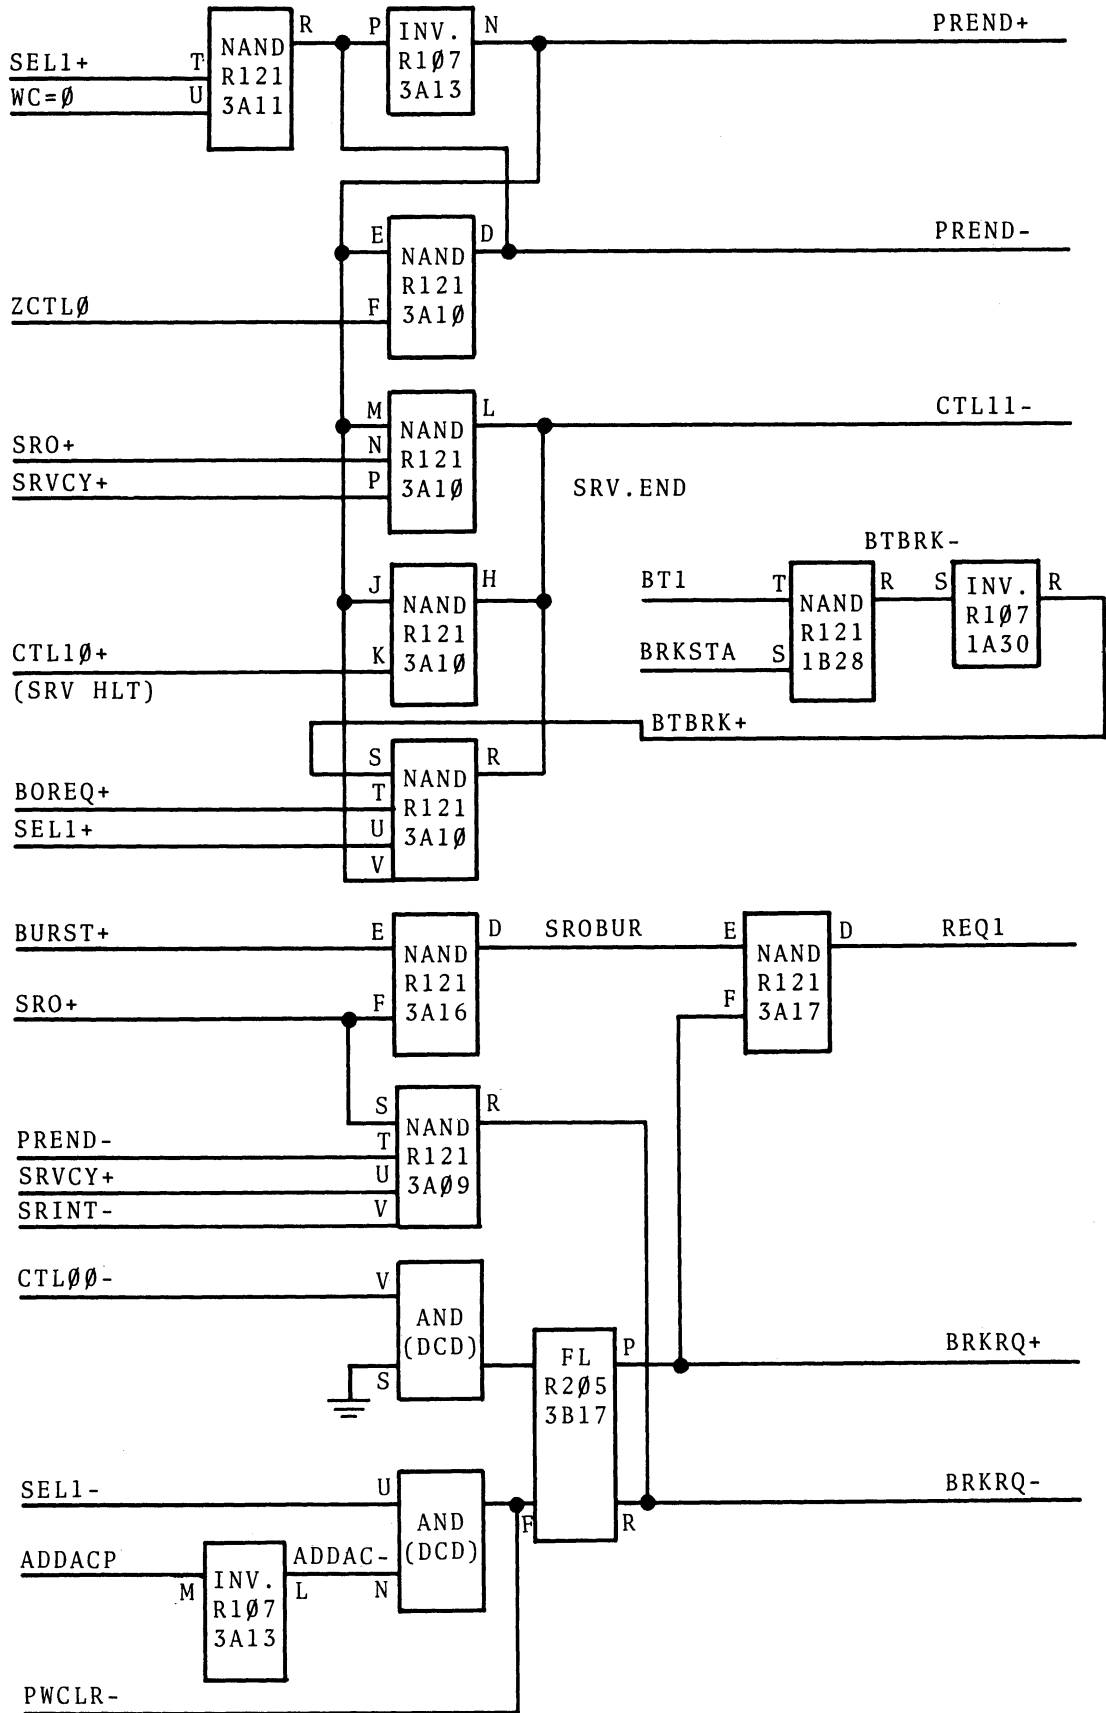 R P INV. N PREND+
NAND R1Ø7
SEL1+ T R121 3A13
WC=Ø U 3A11
E NAND D PREND-
R121
ZCTLØ F 3A1Ø
M NAND L CTL11-
SRO+ N R121
SRVCY+ P 3A1Ø SRV.END
BTBRK-
J NAND H BT1 T NAND R S INV. R
R121 R121 R1Ø7
CTL1Ø+ K 3A1Ø BRKSTA S 1B28 1A30
(SRV HLT)
BTBRK+
S NAND R
BOREQ+ T R121
SEL1+ U 3A1Ø
V
BURST+ E NAND D SROBUR E NAND D REQ1
R121 R121
SRO+ F 3A16 F 3A17
S NAND R
PREND- T R121
SRVCY+ U 3AØ9
SRINT- V
CTLØØ- V AND
(DCD)
S
FL P BRKRQ+
R2Ø5
3B17
SEL1- U AND F R BRKRQ-
(DCD)
ADDACP M INV. L ADDAC- N
R1Ø7
3A13
PWCLR-